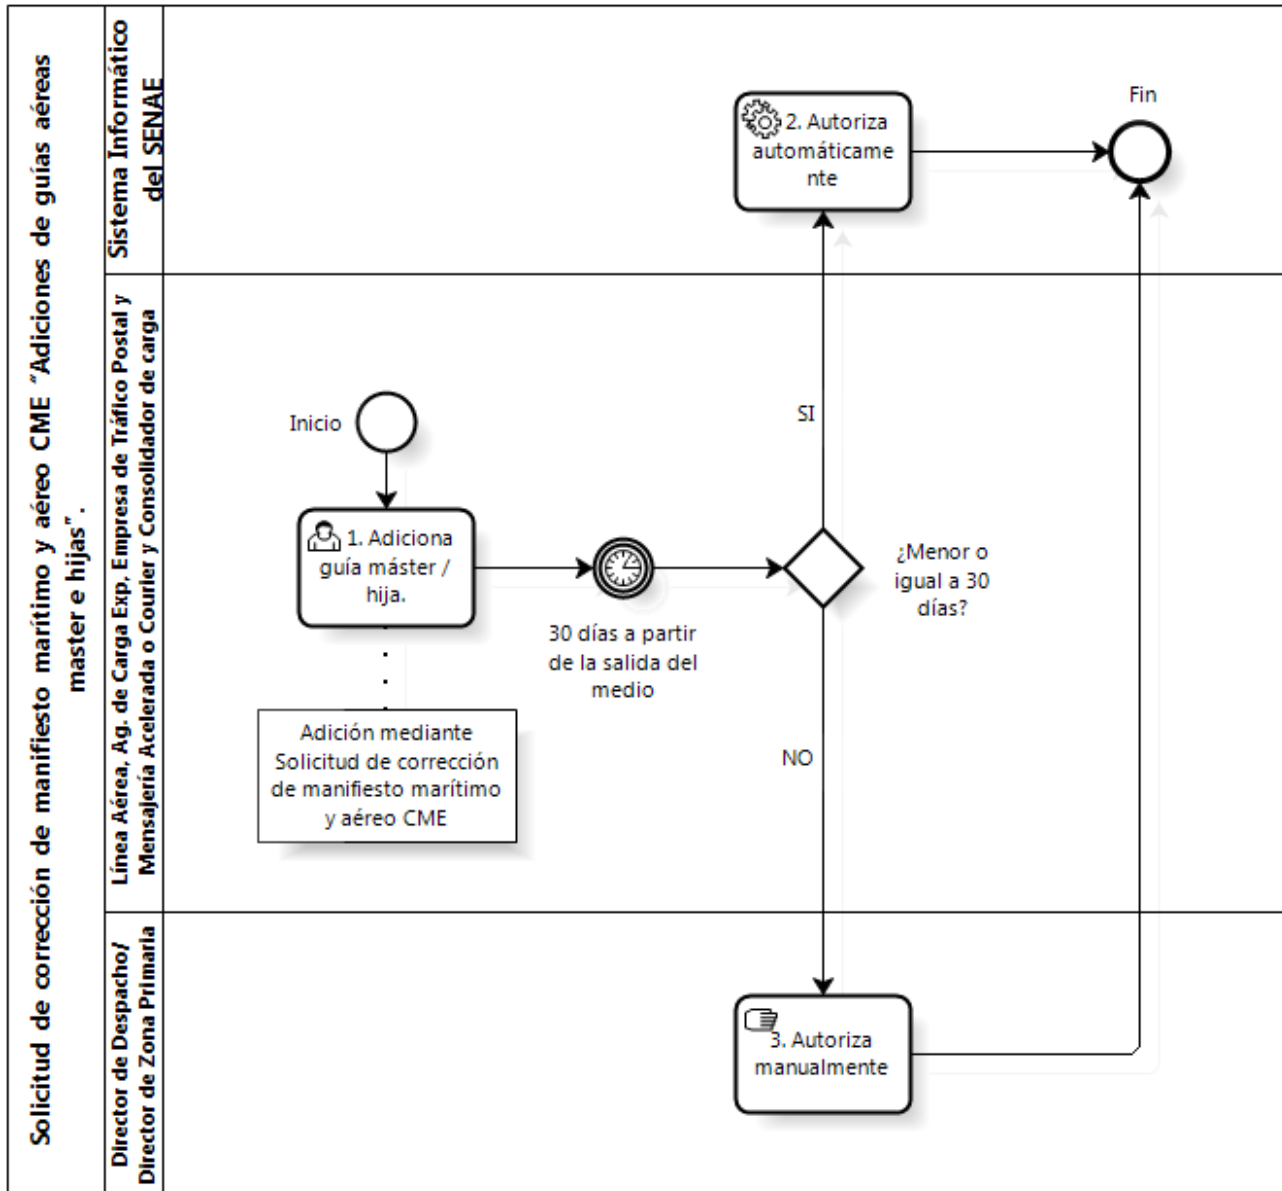 Solicitud de corrección de manifiesto marítimo y aéreo CME "Adiciones de guías aéreas
master e hijas".
Sistema Informático
del SENAE
2. Autoriza
automáticame
nte
Fin
Línea Aérea, Ag. de Carga Exp, Empresa de Tráfico Postal y
Mensajería Acelerada o Courier y Consolidador de carga
SI
Inicio
1. Adiciona
guía máster /
hija.
30 días a partir
de la salida del
medio
¿Menor o
igual a 30
días?
Adición mediante
Solicitud de corrección
de manifiesto marítimo
y aéreo CME
NO
Director de Despacho/
Director de Zona Primaria
3. Autoriza
manualmente